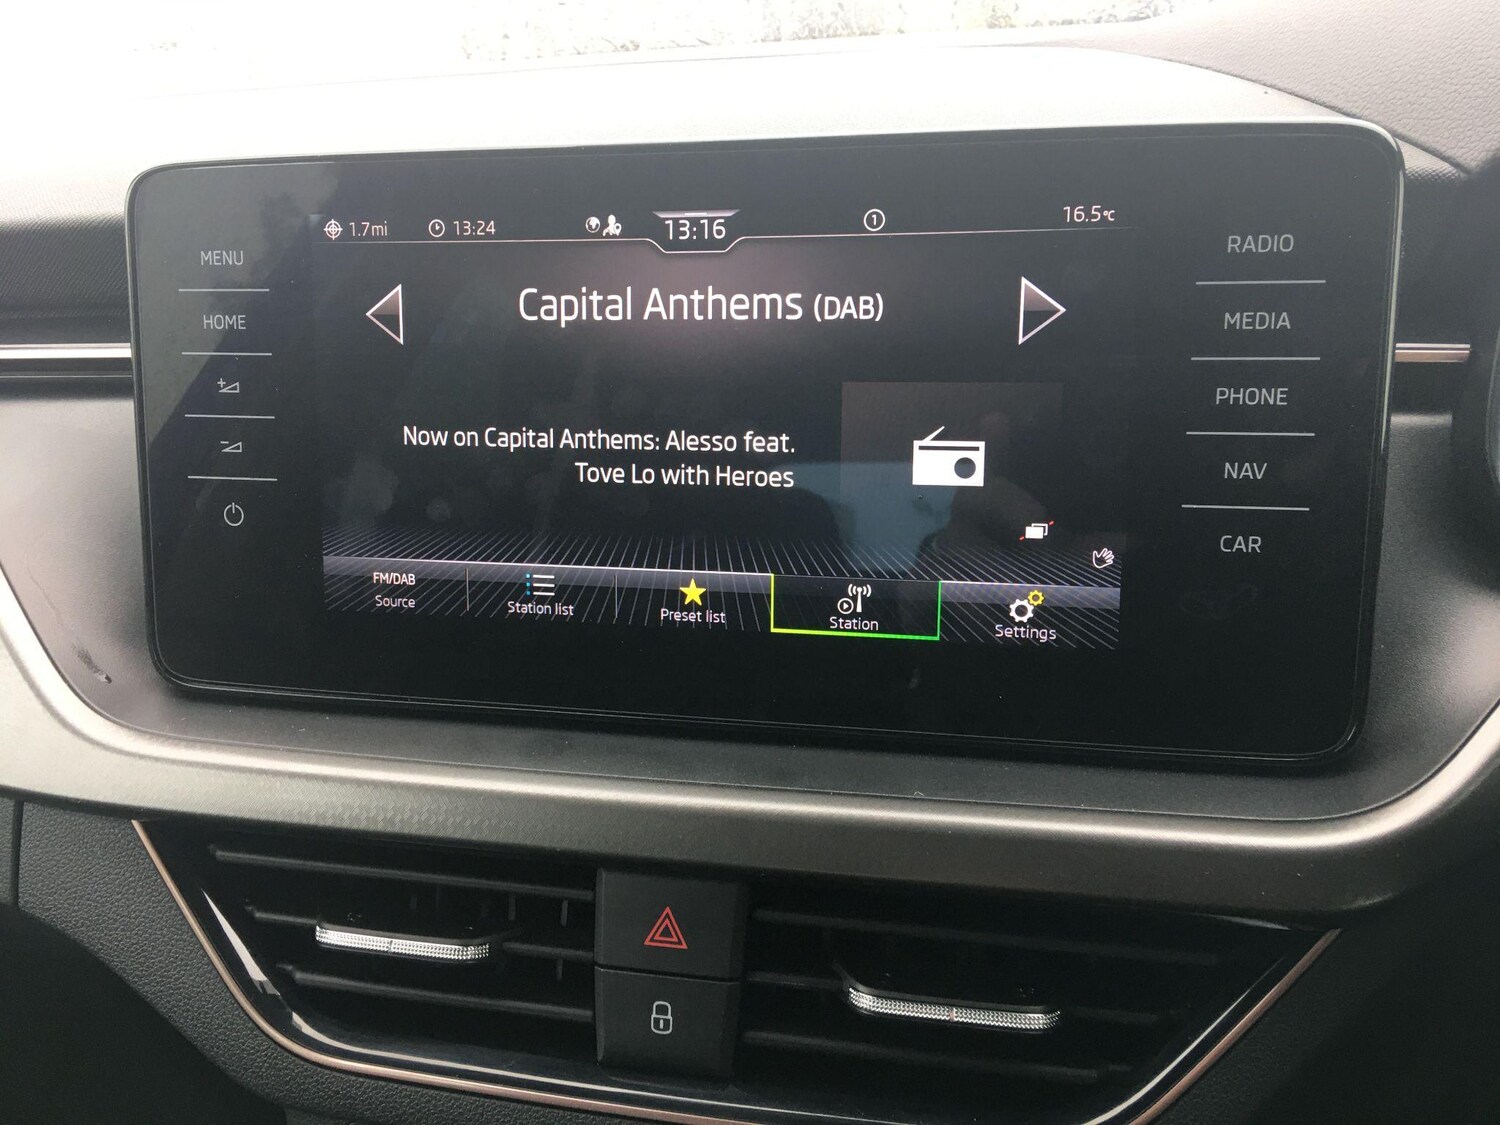 1.7mi
13:24
13:16
1
16.5°C
MENU
HOME
RADIO
MEDIA
PHONE
NAV
CAR
Capital Anthems (DAB)
Now on Capital Anthems: Alesso feat.
Tove Lo with Heroes
FM/DAB
Source
Station list
Preset list
Station
Settings